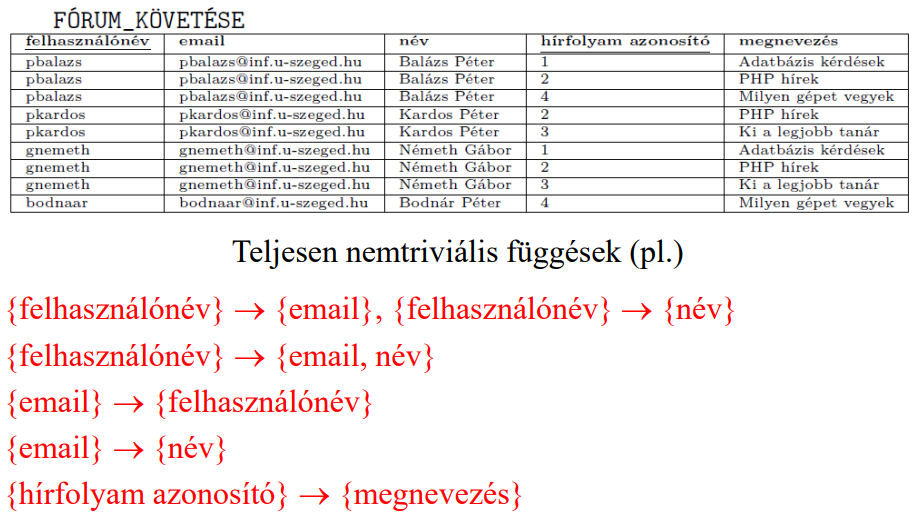 FÓRUM_KÖVETÉSE
felhasználónév email név hírfolyam azonosító megnevezés
pbalazs pbalazs@inf.u-szeged.hu Balázs Péter 1 Adatbázis kérdések
pbalazs pbalazs@inf.u-szeged.hu Balázs Péter 2 PHP hírek
pbalazs pbalazs@inf.u-szeged.hu Balázs Péter 4 Milyen gépet vegyek
pkardos pkardos@inf.u-szeged.hu Kardos Péter 2 PHP hírek
pkardos pkardos@inf.u-szeged.hu Kardos Péter 3 Ki a legjobb tanár
gnemeth gnemeth@inf.u-szeged.hu Németh Gábor 1 Adatbázis kérdések
gnemeth gnemeth@inf.u-szeged.hu Németh Gábor 2 PHP hírek
gnemeth gnemeth@inf.u-szeged.hu Németh Gábor 3 Ki a legjobb tanár
bodnaar bodnaar@inf.u-szeged.hu Bodnár Péter 4 Milyen gépet vegyek
Teljesen nemtriviális függések (pl.)
{felhasználónév} → {email}, {felhasználónév} → {név}
{felhasználónév} → {email, név}
{email} → {felhasználónév}
{email} → {név}
{hírfolyam azonosító} → {megnevezés}